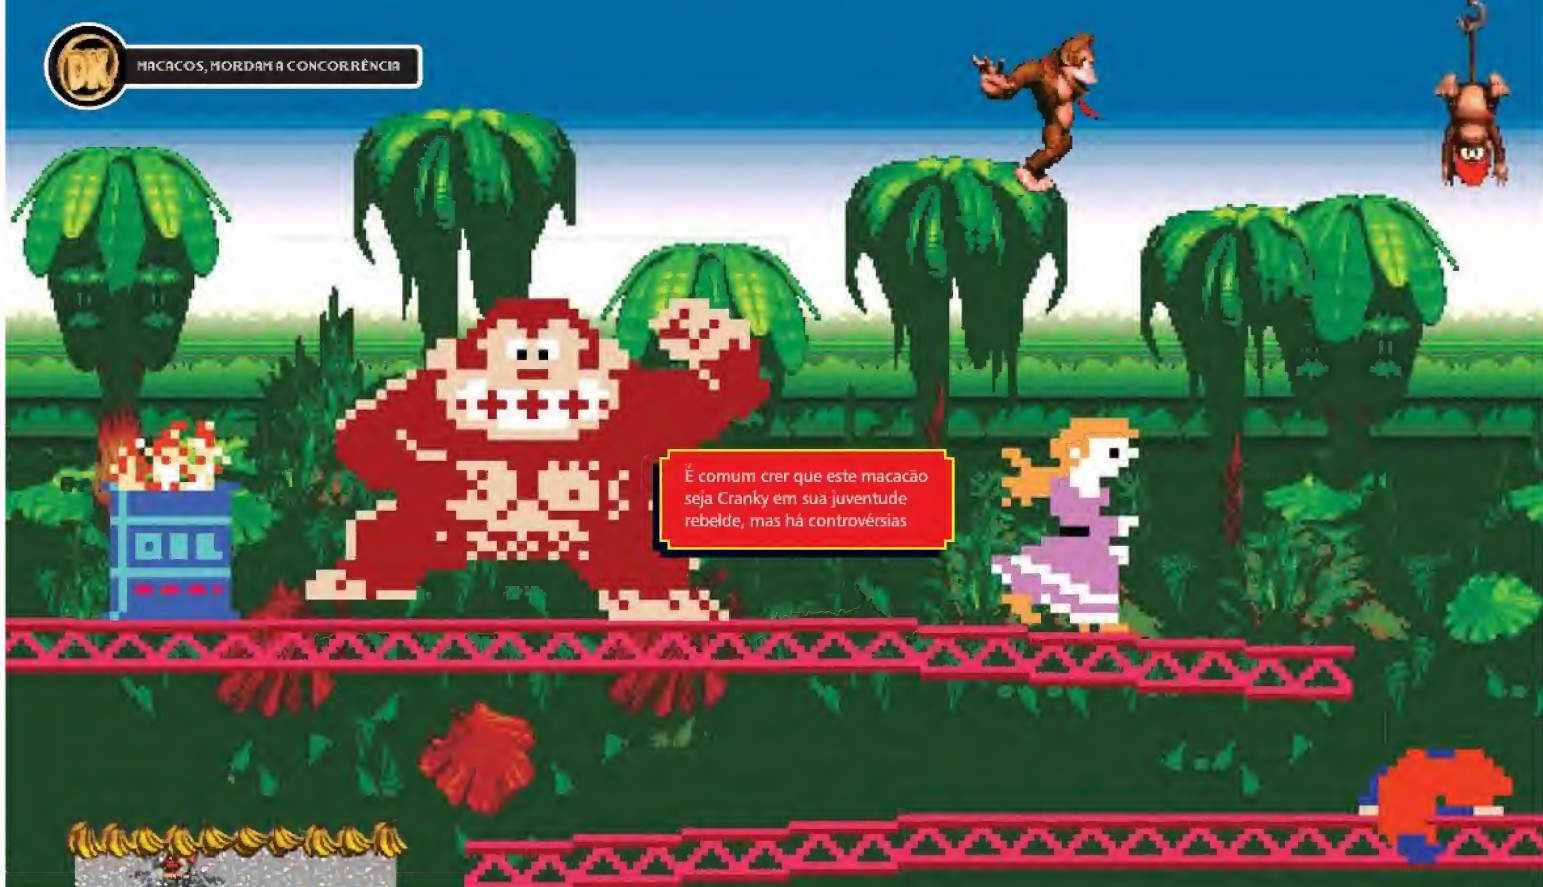 DK
MACACOS, MORDAM A CONCORRÊNCIA
É comum crer que este macacão
seja Cranky em sua juventude
rebelde, mas há controvérsias
OIL